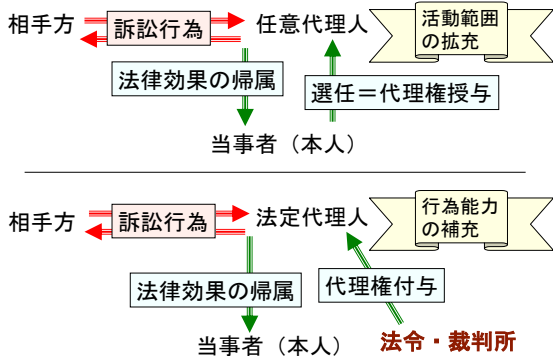 相手方
訴訟行為
任意代理人
活動範囲
の拡充
法律効果の帰属
選任＝代理権授与
当事者（本人）
相手方
訴訟行為
法定代理人
行為能力
の補充
法律効果の帰属
代理権付与
当事者（本人）
法令・裁判所